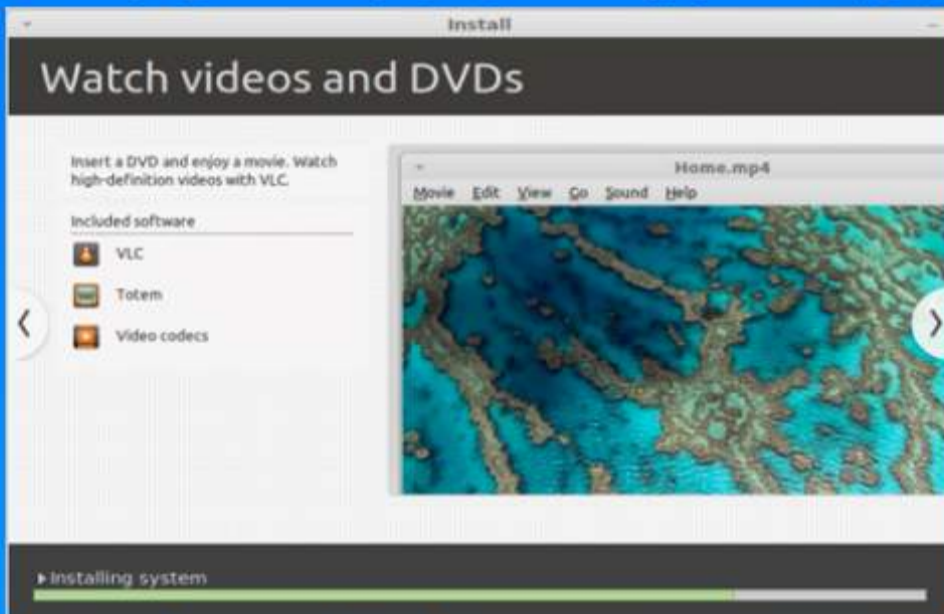 Install
Watch videos and DVDs
Insert a DVD and enjoy a movie. Watch
high-definition videos with VLC.
Included software
VLC
Totem
Video codecs
Home.mp4
Movie Edit View Go Sound Help
Installing system